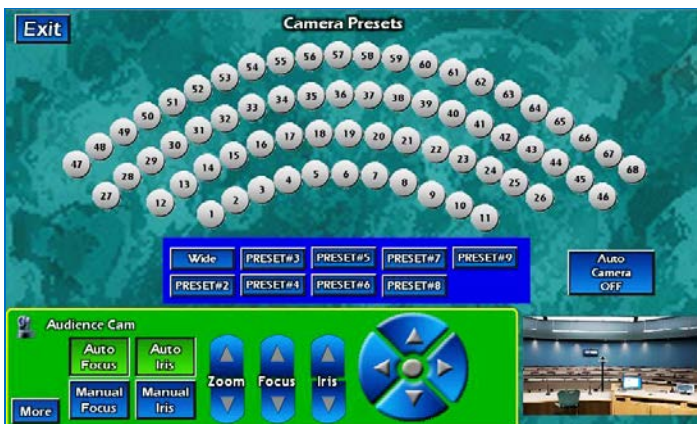 Exit
Camera Presets
47 48 49 50 51 52 53 54 55 56 57 58 59 60 61 62 63 64 65 66 67 68
27 28 29 30 31 32 33 34 35 36 37 38 39 40 41 42 43 44 45 46
12 13 14 15 16 17 18 19 20 21 22 23 24 25 26
1 2 3 4 5 6 7 8 9 10 11
Wide PRESET#3 PRESET#5 PRESET#7 PRESET#9
PRESET#2 PRESET#4 PRESET#6 PRESET#8
Auto
Camera
OFF
Audience Cam
Auto
Focus
Auto
Iris
Manual
Focus
Manual
Iris
Zoom
Focus
Iris
More